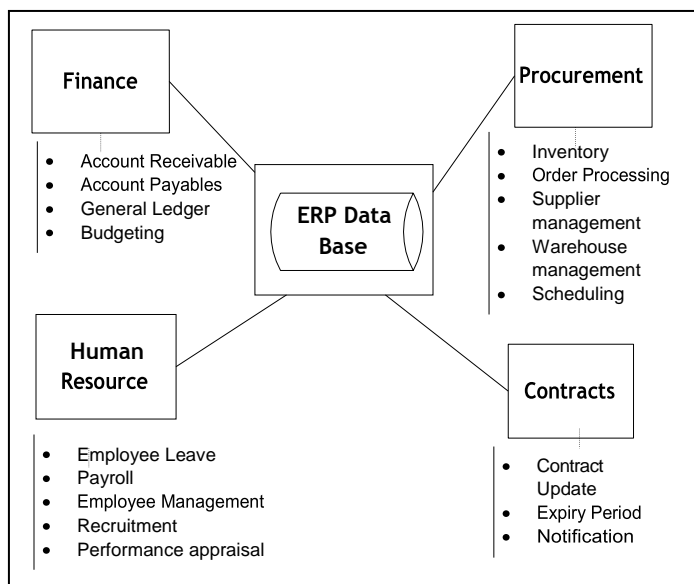 Finance
• Account Receivable
• Account Payables
• General Ledger
• Budgeting
Procurement
• Inventory
• Order Processing
• Supplier
management
• Warehouse
management
• Scheduling
ERP Data
Base
Human
Resource
• Employee Leave
• Payroll
• Employee Management
• Recruitment
• Performance appraisal
Contracts
• Contract
Update
• Expiry Period
• Notification